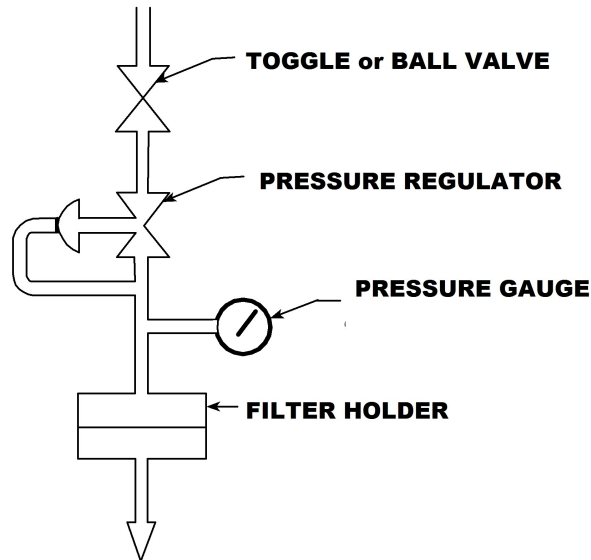 TOGGLE or BALL VALVE
PRESSURE REGULATOR
PRESSURE GAUGE
FILTER HOLDER